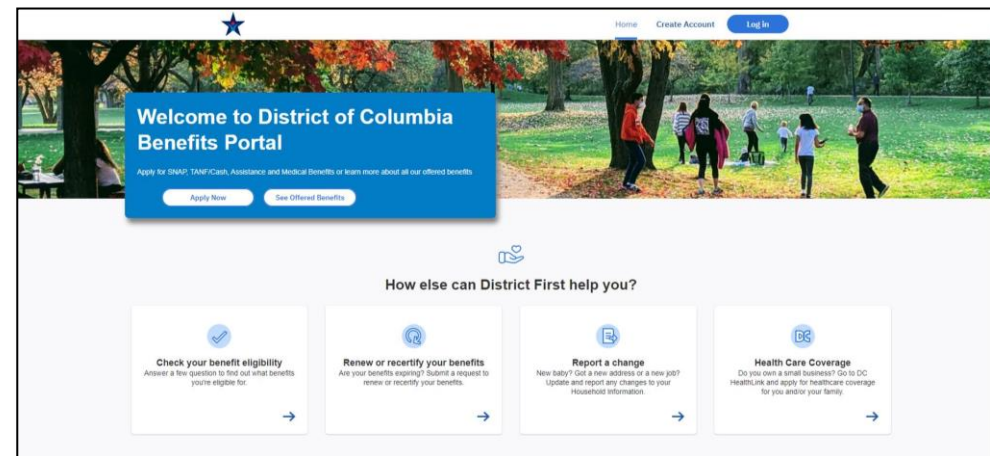 Home Create Account Log in
Welcome to District of Columbia
Benefits Portal
Apply for SNAP, TANF/Cash, Assistance and Medical Benefits or learn more about all our offered benefits
Apply Now See Offered Benefits
How else can District First help you?
Check your benefit eligibility
Answer a few question to find out what benefits
you're eligible for.
Renew or recertify your benefits
Are your benefits expiring? Submit a request to
renew or recertify your benefits.
Report a change
New baby? Got a new address or a new job?
Update and report any changes to your
Household Information.
DC
Health Care Coverage
Do you own a small business? Go to DC
HealthLink and apply for healthcare coverage
for you and/or your family.